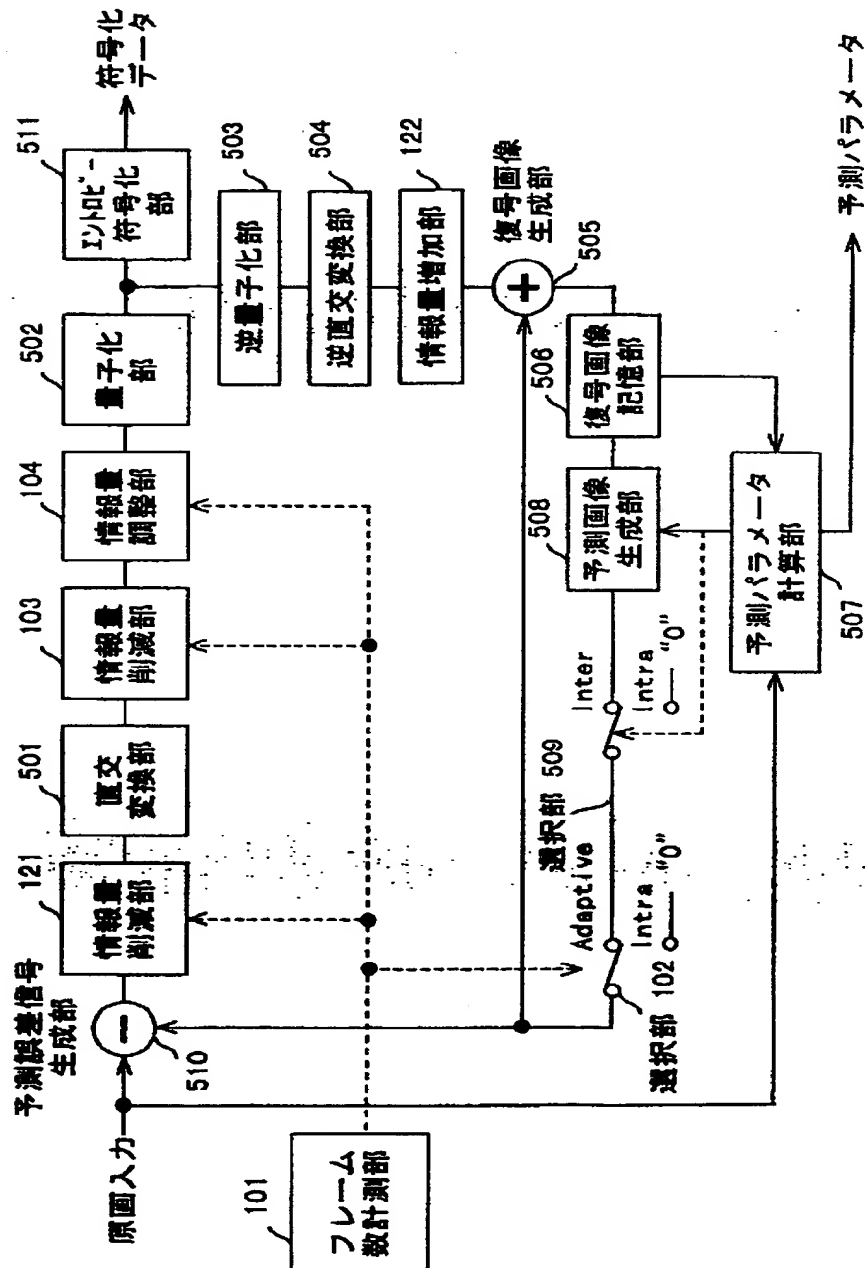 原画入力
予測誤差信号
生成部
510
121
情報量
削減部
501
直交
変換部
103
情報量
削減部
104
情報量
調整部
502
量子化
部
511
エントロピー
符号化
部
符号化
データ
503
逆量子化部
504
逆直交変換部
122
情報量増加部
復号画像
生成部
505
506
復号画像
記憶部
508
予測画像
生成部
予測パラメータ
計算部
507
予測パラメータ
Inter
Intra "0"
選択部 509
Adaptive
Intra "0"
選択部 102
101
フレーム
数計測部